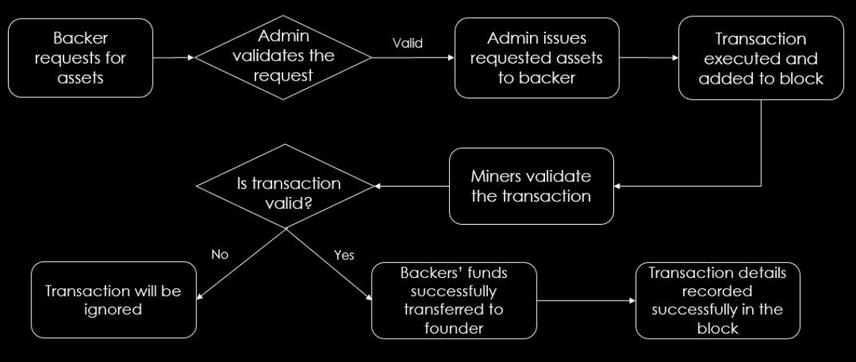 Backer
requests for
assets
Admin
validates the
request
Valid
Admin issues
requested assets
to backer
Transaction
executed and
added to block
Is transaction
valid?
Miners validate
the transaction
No
Yes
Transaction will be
ignored
Backers’ funds
successfully
transferred to
founder
Transaction details
recorded
successfully in the
block